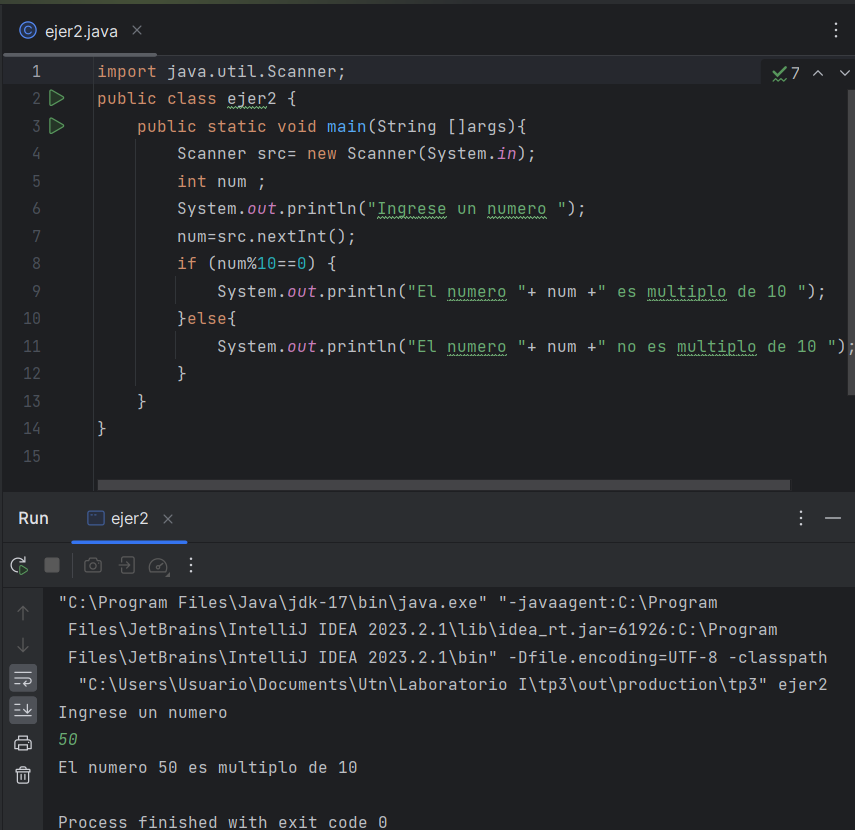 ejer2.java
7
1 import java.util.Scanner;
2 public class ejer2 {
3 public static void main(String []args){
4 Scanner src= new Scanner(System.in);
5 int num ;
6 System.out.println("Ingrese un numero ");
7 num=src.nextInt();
8 if (num%10==0) {
9 System.out.println("El numero "+ num +" es multiplo de 10 ");
10 }else{
11 System.out.println("El numero "+ num +" no es multiplo de 10 ");
12 }
13 }
14 }
15
Run ejer2
"C:\Program Files\Java\jdk-17\bin\java.exe" "-javaagent:C:\Program
Files\JetBrains\IntelliJ IDEA 2023.2.1\lib\idea_rt.jar=61926:C:\Program
Files\JetBrains\IntelliJ IDEA 2023.2.1\bin" -Dfile.encoding=UTF-8 -classpath
"C:\Users\Usuario\Documents\Utn\Laboratorio I\tp3\out\production\tp3" ejer2
Ingrese un numero
50
El numero 50 es multiplo de 10
Process finished with exit code 0